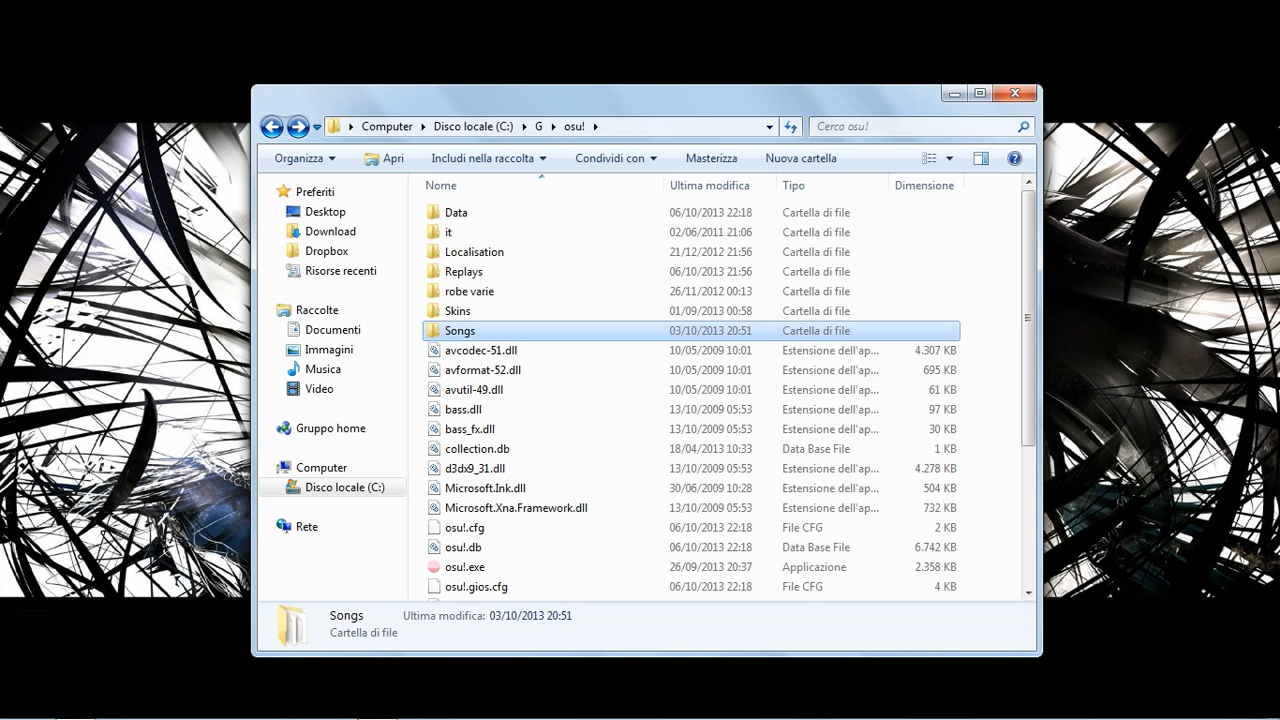 Computer Disco locale (C:) G osu! Cerca osu!
Organizza Apri Includi nella raccolta Condividi con Masterizza Nuova cartella
Preferiti
Desktop
Download
Dropbox
Risorse recenti
Raccolte
Documenti
Immagini
Musica
Video
Gruppo home
Computer
Disco locale (C:)
Rete
Nome Ultima modifica Tipo Dimensione
Data 06/10/2013 22:18 Cartella di file
it 02/06/2011 21:06 Cartella di file
Localisation 21/12/2012 21:56 Cartella di file
Replays 06/10/2013 21:56 Cartella di file
robe varie 26/11/2012 00:13 Cartella di file
Skins 01/09/2013 00:58 Cartella di file
Songs 03/10/2013 20:51 Cartella di file
avcodec-51.dll 10/05/2009 10:01 Estensione dell'ap... 4.307 KB
avformat-52.dll 10/05/2009 10:01 Estensione dell'ap... 695 KB
avutil-49.dll 10/05/2009 10:01 Estensione dell'ap... 61 KB
bass.dll 13/10/2009 05:53 Estensione dell'ap... 97 KB
bass_fx.dll 13/10/2009 05:53 Estensione dell'ap... 30 KB
collection.db 18/04/2013 10:33 Data Base File 1 KB
d3dx9_31.dll 13/10/2009 05:53 Estensione dell'ap... 4.278 KB
Microsoft.Ink.dll 30/06/2009 10:28 Estensione dell'ap... 504 KB
Microsoft.Xna.Framework.dll 13/10/2009 05:53 Estensione dell'ap... 732 KB
osu!.cfg 06/10/2013 22:18 File CFG 2 KB
osu!.db 06/10/2013 22:18 Data Base File 6.742 KB
osu!.exe 26/09/2013 20:37 Applicazione 2.358 KB
osu!.gios.cfg 06/10/2013 22:18 File CFG 4 KB
Songs Ultima modifica: 03/10/2013 20:51
Cartella di file